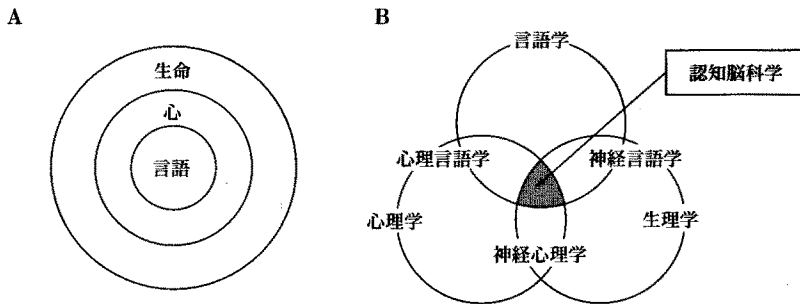 A
生命
心
言語
B
言語学
認知脳科学
心理言語学
神経言語学
心理学
生理学
神経心理学